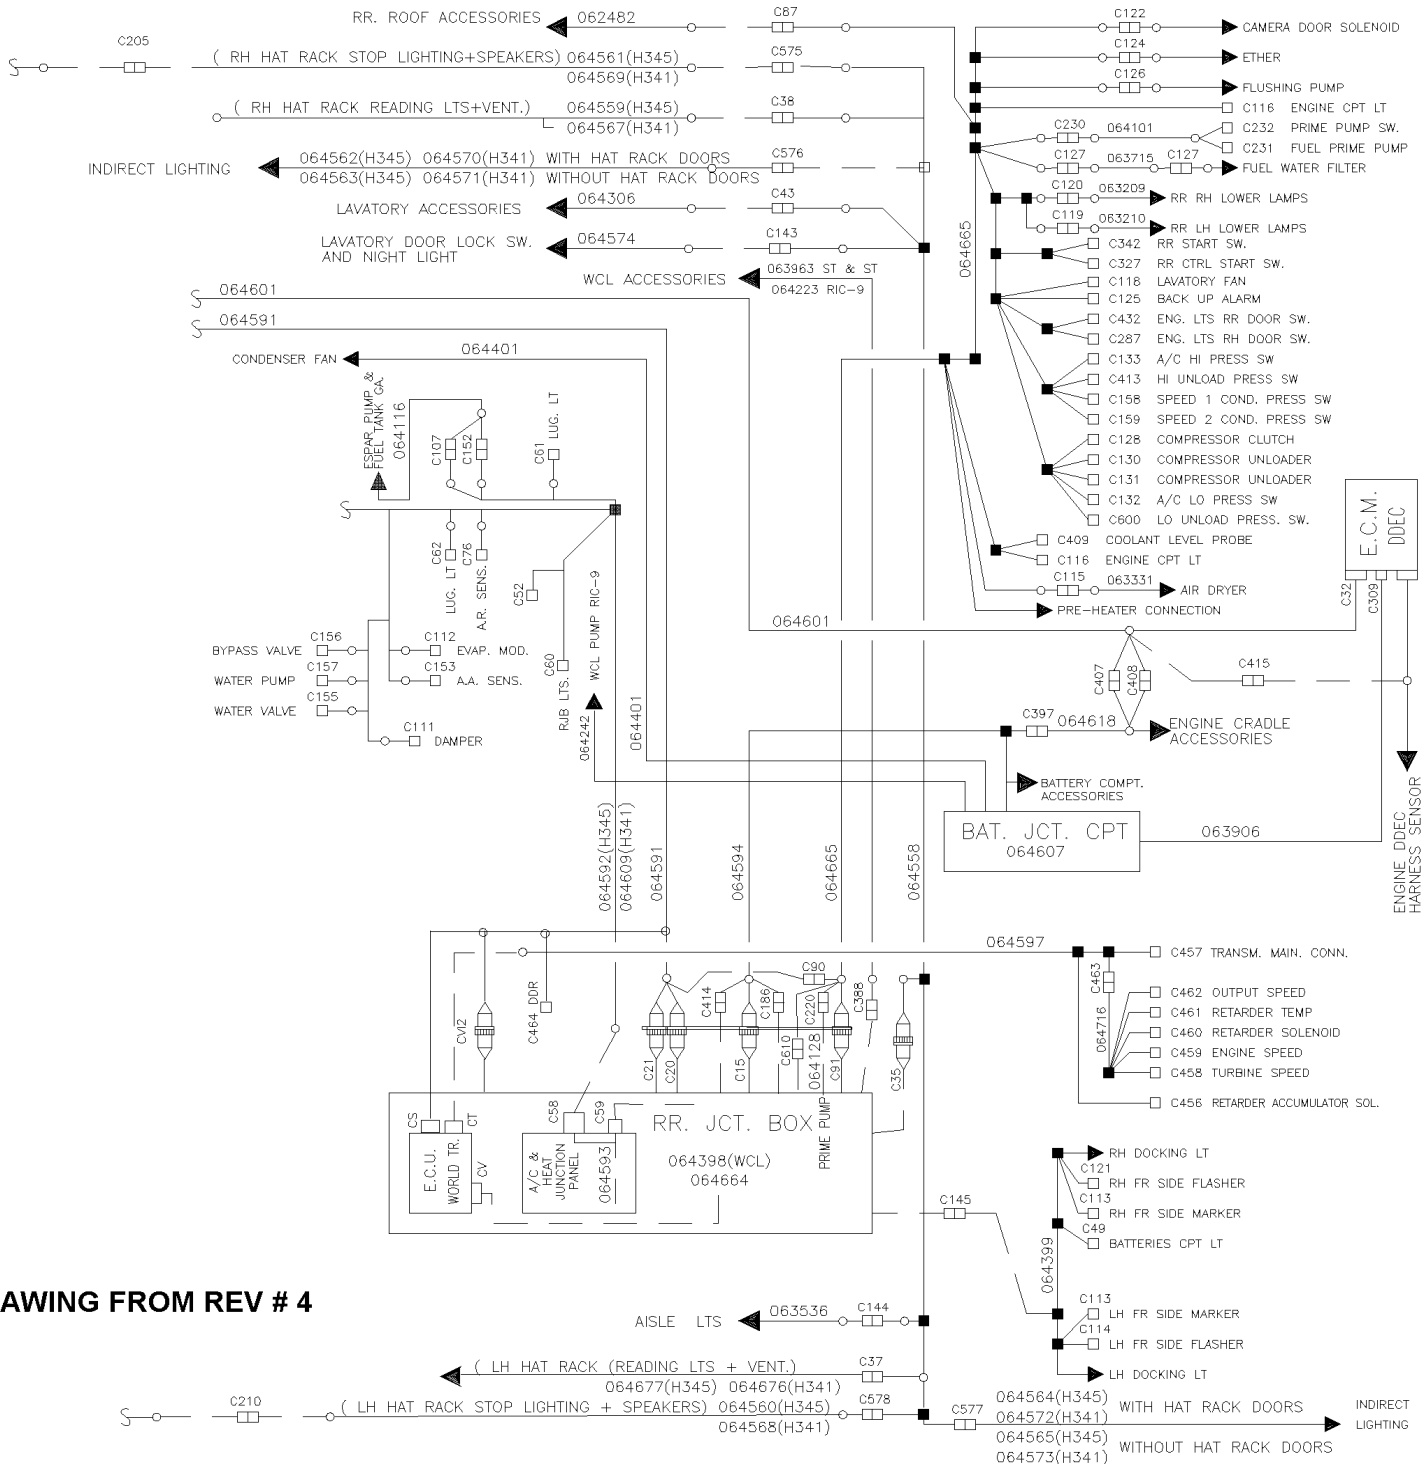 RR. ROOF ACCESSORIES
062482
C87
C122
CAMERA DOOR SOLENOID
C205
( RH HAT RACK STOP LIGHTING+SPEAKERS) 064561(H345)
064569(H341)
C575
C124
ETHER
C126
FLUSHING PUMP
( RH HAT RACK READING LTS+VENT.)
064559(H345)
064567(H341)
C38
C116 ENGINE CPT LT
C230
064101
C232 PRIME PUMP SW.
C231 FUEL PRIME PUMP
INDIRECT LIGHTING
064562(H345) 064570(H341) WITH HAT RACK DOORS
064563(H345) 064571(H341) WITHOUT HAT RACK DOORS
C576
C127
063715
C127
FUEL WATER FILTER
LAVATORY ACCESSORIES
064306
C43
C120
063209
RR RH LOWER LAMPS
C119
063210
RR LH LOWER LAMPS
LAVATORY DOOR LOCK SW.
AND NIGHT LIGHT
064574
C143
064665
C342 RR START SW.
C327 RR CTRL START SW.
WCL ACCESSORIES
063963 ST & ST
064223 RIC-9
C118 LAVATORY FAN
C125 BACK UP ALARM
064601
064591
C432 ENG. LTS RR DOOR SW.
C287 ENG. LTS RH DOOR SW.
CONDENSER FAN
064401
C133 A/C HI PRESS SW
C413 HI UNLOAD PRESS SW
C158 SPEED 1 COND. PRESS SW
C159 SPEED 2 COND. PRESS SW
C128 COMPRESSOR CLUTCH
C130 COMPRESSOR UNLOADER
C131 COMPRESSOR UNLOADER
C132 A/C LO PRESS SW
C600 LO UNLOAD PRESS. SW.
ESPAR PUMP &
FUEL TANK GA.
064116
C107
C152
C61 LUG. LT
E.C.M.
DDEC
C409 COOLANT LEVEL PROBE
C116 ENGINE CPT LT
C62
LUG. LT
C76
A.R. SENS.
C52
C115
063331
AIR DRYER
PRE-HEATER CONNECTION
C32
C309
064601
C156
BYPASS VALVE
C157
WATER PUMP
C155
WATER VALVE
C112
EVAP. MOD.
C153
A.A. SENS.
C111
DAMPER
C60
RJB LTS.
WCL PUMP RIC-9
064242
064401
C407
C408
C415
C397
064618
ENGINE CRADLE
ACCESSORIES
BATTERY COMPT.
ACCESSORIES
BAT. JCT. CPT
064607
063906
ENGINE DDEC
HARNESS SENSOR
064592(H345)
064609(H341)
064591
064594
064665
064558
064597
C457 TRANSM. MAIN. CONN.
C463
C462 OUTPUT SPEED
C461 RETARDER TEMP
C460 RETARDER SOLENOID
C459 ENGINE SPEED
C458 TURBINE SPEED
064716
C456 RETARDER ACCUMULATOR SOL.
CV12
C464 DDR
C90
C414
C186
C220
C388
C21
C20
C15
C610
064128
C91
C35
CS
CT
C58
C59
RR. JCT. BOX
PRIME PUMP
E.C.U.
WORLD TR.
CV
A/C &
HEAT
JUNCTION
PANEL
064593
064398(WCL)
064664
C145
RH DOCKING LT
C121
RH FR SIDE FLASHER
C113
RH FR SIDE MARKER
C49
BATTERIES CPT LT
064399
C113
LH FR SIDE MARKER
C114
LH FR SIDE FLASHER
LH DOCKING LT
AWING FROM REV # 4
AISLE LTS
063536
C144
( LH HAT RACK (READING LTS + VENT.)
064677(H345) 064676(H341)
C37
C210
( LH HAT RACK STOP LIGHTING + SPEAKERS) 064560(H345)
064568(H341)
C578
C577
064564(H345)
064572(H341)
WITH HAT RACK DOORS
064565(H345)
064573(H341)
WITHOUT HAT RACK DOORS
INDIRECT
LIGHTING